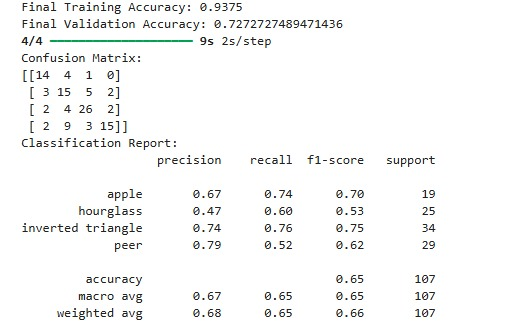 Final Training Accuracy: 0.9375
Final Validation Accuracy: 0.7272727489471436
4/4 ━━━━━━━━━━━━━━━━━━━━ 9s 2s/step
Confusion Matrix:
[[14  4  1  0]
 [ 3 15  5  2]
 [ 2  4 26  2]
 [ 2  9  3 15]]
Classification Report:
                   precision    recall  f1-score   support

            apple       0.67      0.74      0.70        19
        hourglass       0.47      0.60      0.53        25
inverted triangle       0.74      0.76      0.75        34
             peer       0.79      0.52      0.62        29

         accuracy                           0.65       107
        macro avg       0.67      0.65      0.65       107
     weighted avg       0.68      0.65      0.66       107